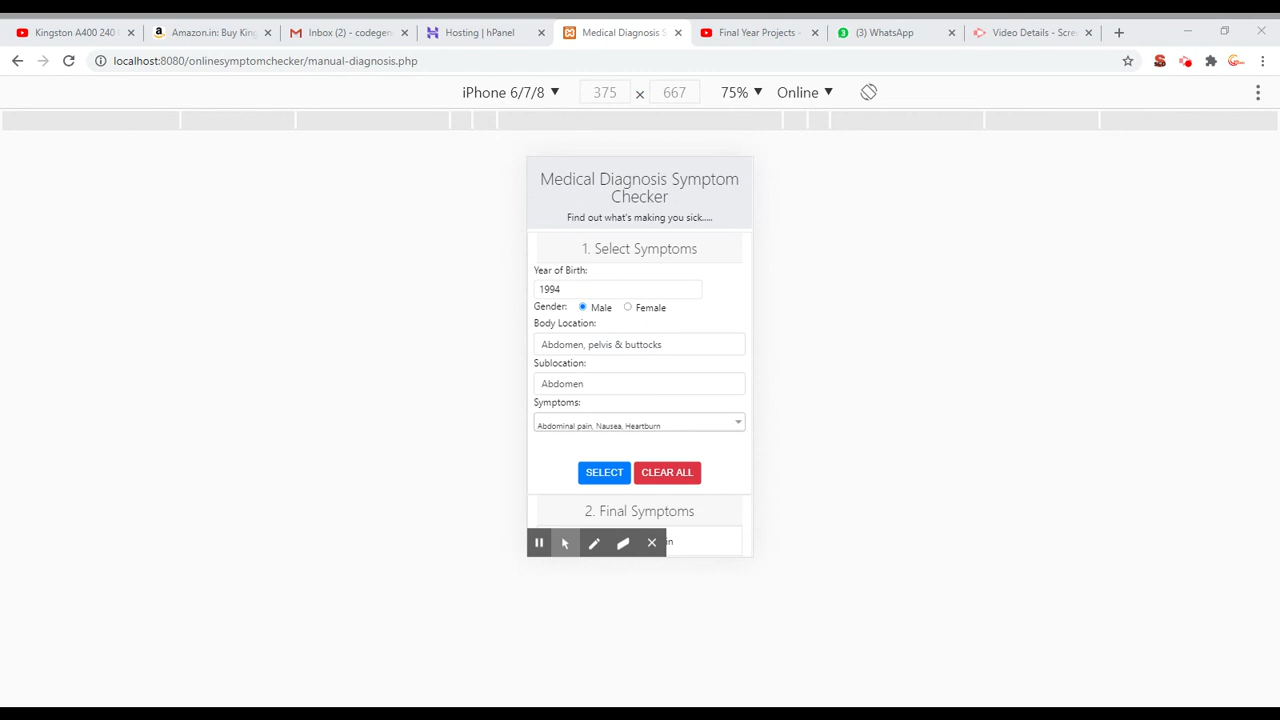 Kingston A400 240
Amazon.in: Buy King
Inbox (2) - codegen
Hosting | hPanel
Medical Diagnosis S
Final Year Projects -
3
(3) WhatsApp
Video Details - Scre
localhost:8080/onlinesymptomchecker/manual-diagnosis.php
iPhone 6/7/8 375 × 667 75% Online
Medical Diagnosis Symptom
Checker
Find out what's making you sick.....
1. Select Symptoms
Year of Birth:
1994
Gender: Male Female
Body Location:
Abdomen, pelvis & buttocks
Sublocation:
Abdomen
Symptoms:
Abdominal pain, Nausea, Heartburn
SELECT CLEAR ALL
2. Final Symptoms
in